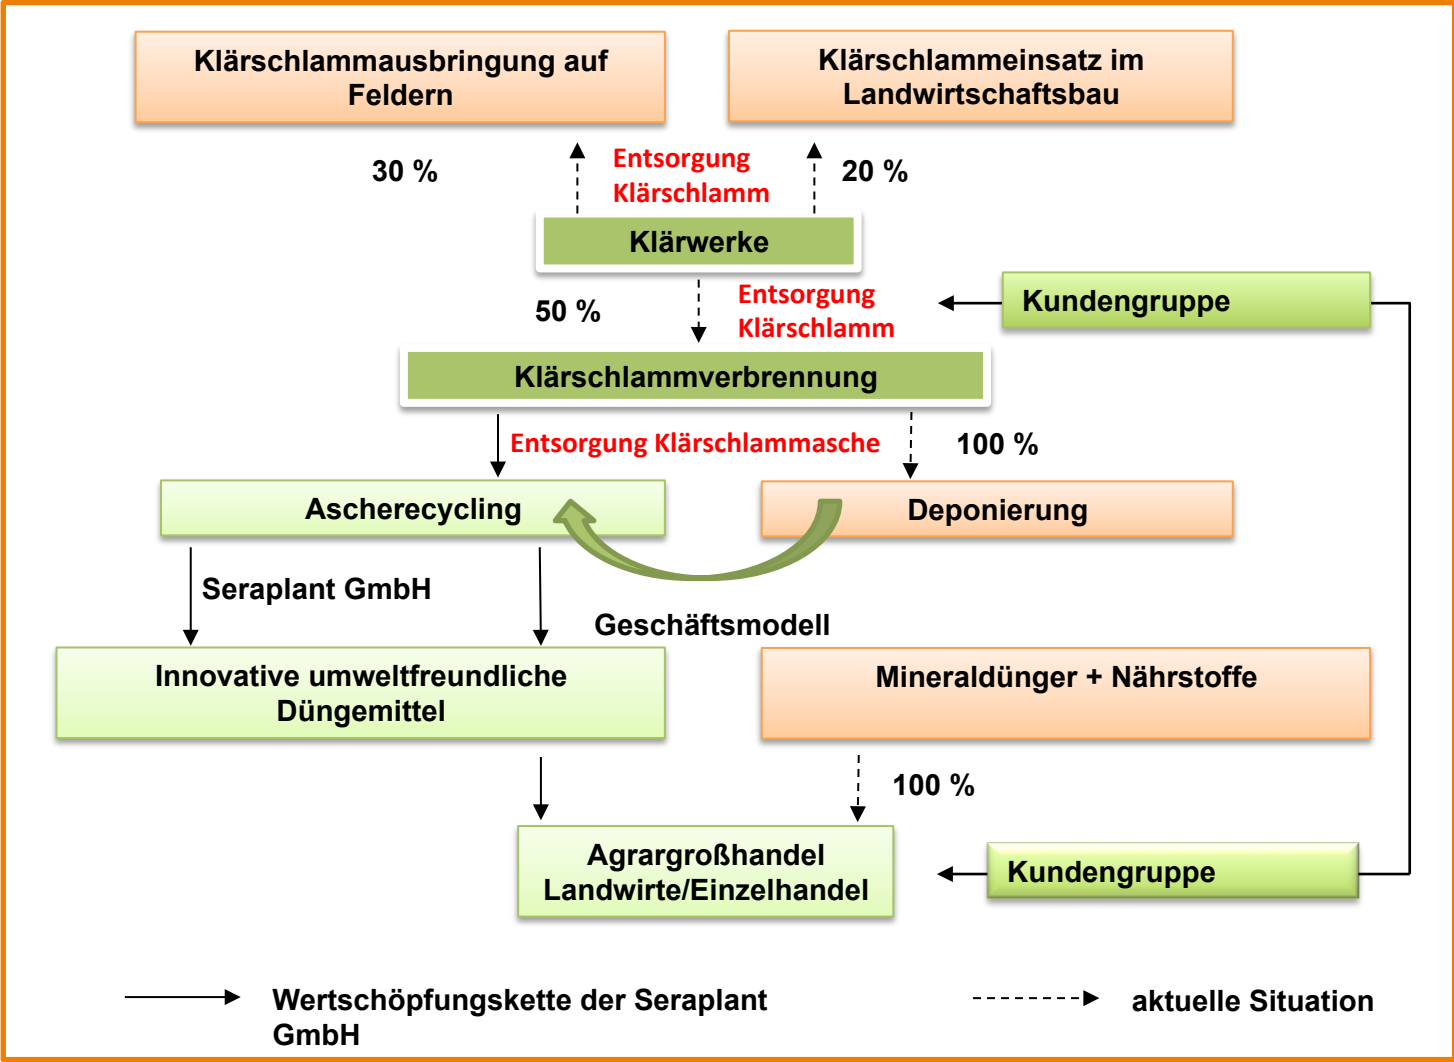 Klärschlammausbringung auf
Feldern
Klärschlammeinsatz im
Landwirtschaftsbau
30 %
Entsorgung
Klärschlamm
20 %
Klärwerke
50 %
Entsorgung
Klärschlamm
Kundengruppe
Klärschlammverbrennung
Entsorgung Klärschlammasche
100 %
Ascherecycling
Deponierung
Seraplant GmbH
Geschäftsmodell
Innovative umweltfreundliche
Düngemittel
Mineraldünger + Nährstoffe
100 %
Agrargroßhandel
Landwirte/Einzelhandel
Kundengruppe
Wertschöpfungskette der Seraplant
GmbH
aktuelle Situation